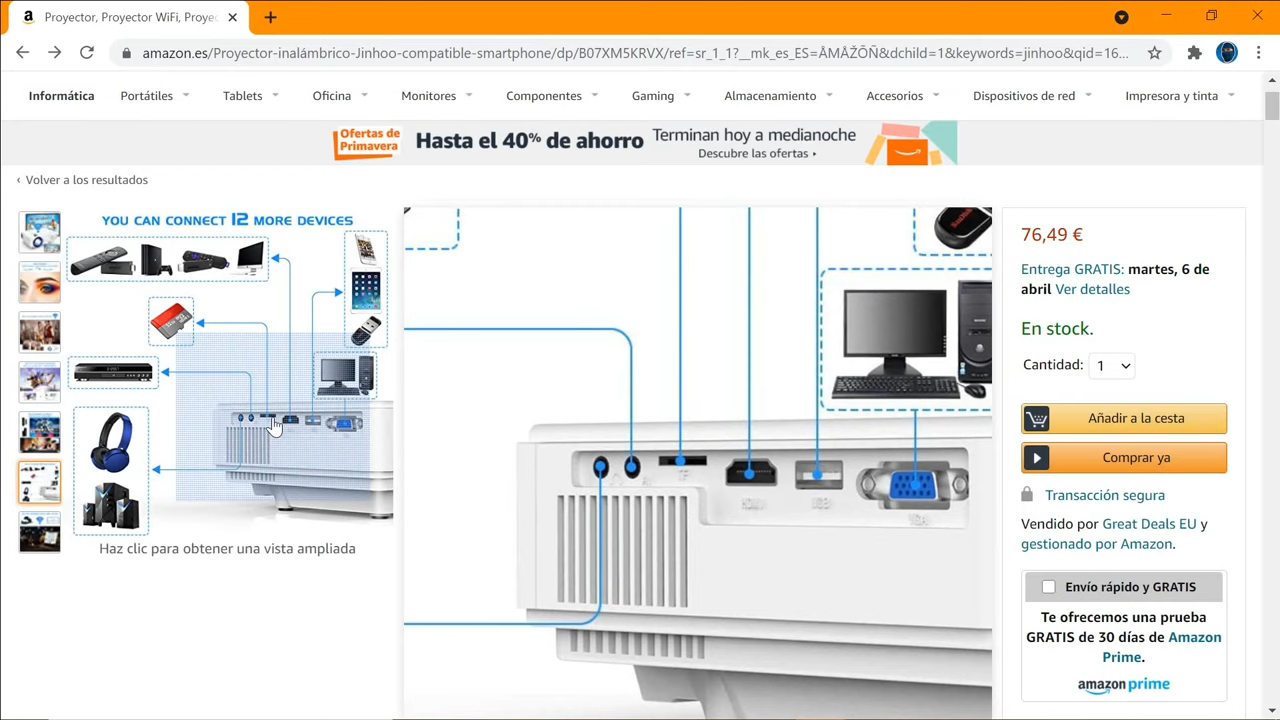 Proyector, Proyector WiFi, Proye
amazon.es/Proyector-inalámbrico-Jinhoo-compatible-smartphone/dp/B07XM5KRVX/ref=sr_1_1?__mk_es_ES=ÅMÅŽÕÑ&dchild=1&keywords=jinhoo&qid=16...
Informática Portátiles Tablets Oficina Monitores Componentes Gaming Almacenamiento Accesorios Dispositivos de red Impresora y tinta
Ofertas de
Primavera
Hasta el 40% de ahorro
Terminan hoy a medianoche
Descubre las ofertas ▸
‹ Volver a los resultados
YOU CAN CONNECT 12 MORE DEVICES
Haz clic para obtener una vista ampliada
76,49 €
Entrega GRATIS: martes, 6 de
abril Ver detalles
En stock.
Cantidad: 1
Añadir a la cesta
Comprar ya
Transacción segura
Vendido por Great Deals EU y
gestionado por Amazon.
Envío rápido y GRATIS
Te ofrecemos una prueba
GRATIS de 30 días de Amazon
Prime.
amazon prime